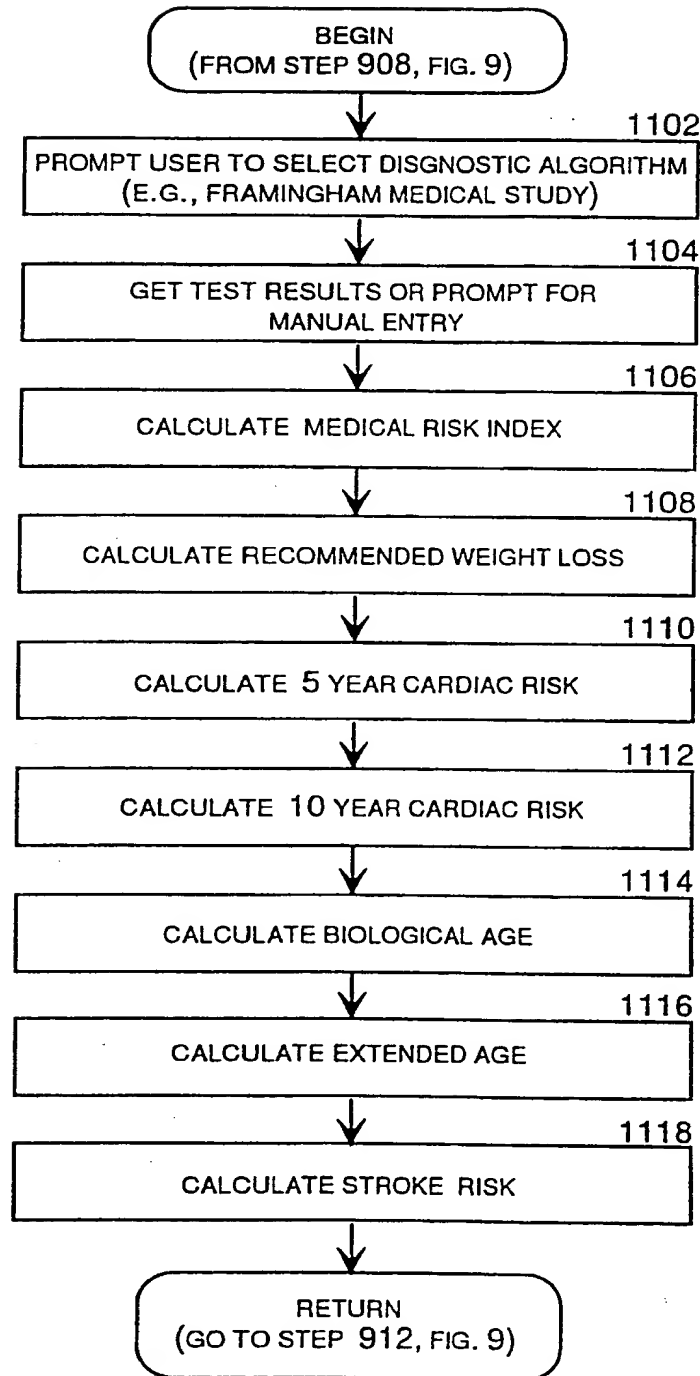 BEGIN
(FROM STEP 908, FIG. 9)
1102
PROMPT USER TO SELECT DISGNOSTIC ALGORITHM
(E.G., FRAMINGHAM MEDICAL STUDY)
1104
GET TEST RESULTS OR PROMPT FOR
MANUAL ENTRY
1106
CALCULATE MEDICAL RISK INDEX
1108
CALCULATE RECOMMENDED WEIGHT LOSS
1110
CALCULATE 5 YEAR CARDIAC RISK
1112
CALCULATE 10 YEAR CARDIAC RISK
1114
CALCULATE BIOLOGICAL AGE
1116
CALCULATE EXTENDED AGE
1118
CALCULATE STROKE RISK
RETURN
(GO TO STEP 912, FIG. 9)